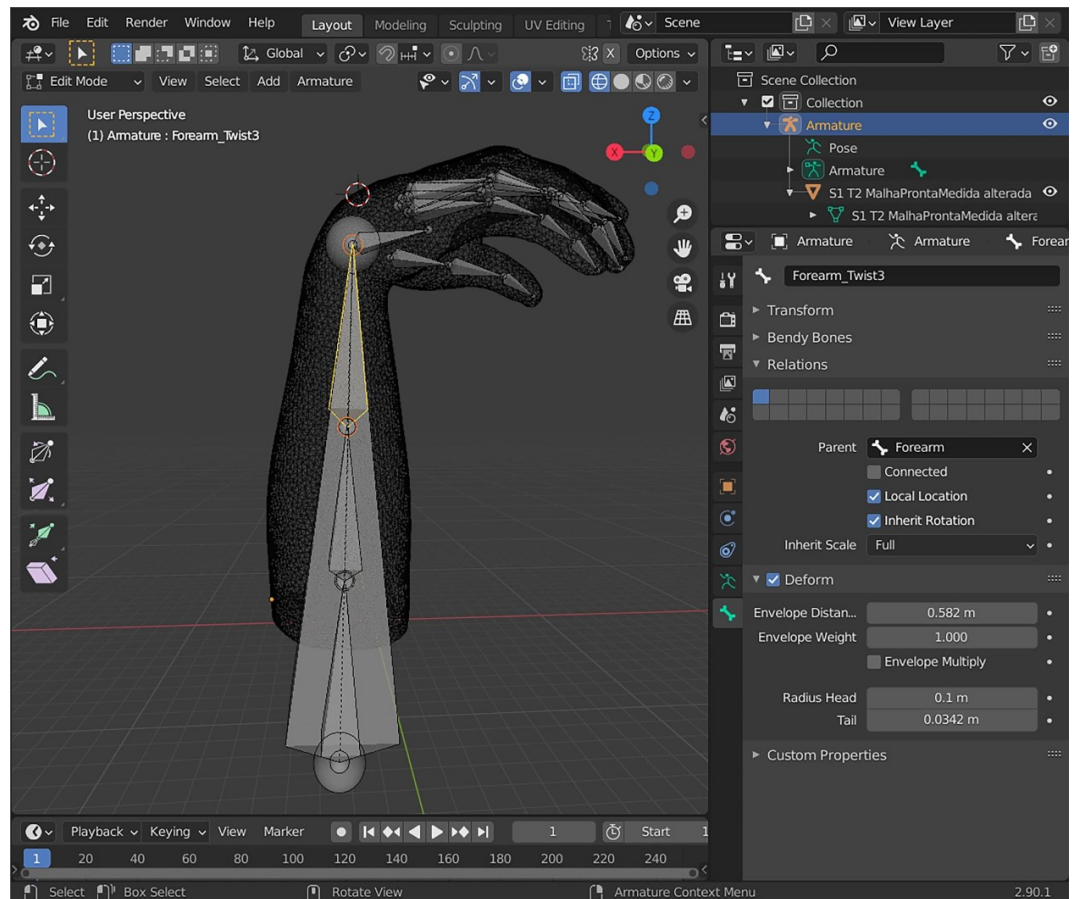 File Edit Render Window Help Layout Modeling Sculpting UV Editing Scene View Layer
Global Options
Edit Mode View Select Add Armature
User Perspective
(1) Armature : Forearm_Twist3
Z
X
Y
Scene Collection
Collection
Armature
Pose
Armature
S1 T2 MalhaProntaMedida alterada
S1 T2 MalhaProntaMedida altera
Armature Armature Forear
Forearm_Twist3
Transform
Bendy Bones
Relations
Parent Forearm
Connected
Local Location
Inherit Rotation
Inherit Scale Full
Deform
Envelope Distan... 0.582 m
Envelope Weight 1.000
Envelope Multiply
Radius Head 0.1 m
Tail 0.0342 m
Custom Properties
Playback Keying View Marker 1 Start 1
1 20 40 60 80 100 120 140 160 180 200 220 240
Select Box Select Rotate View Armature Context Menu 2.90.1